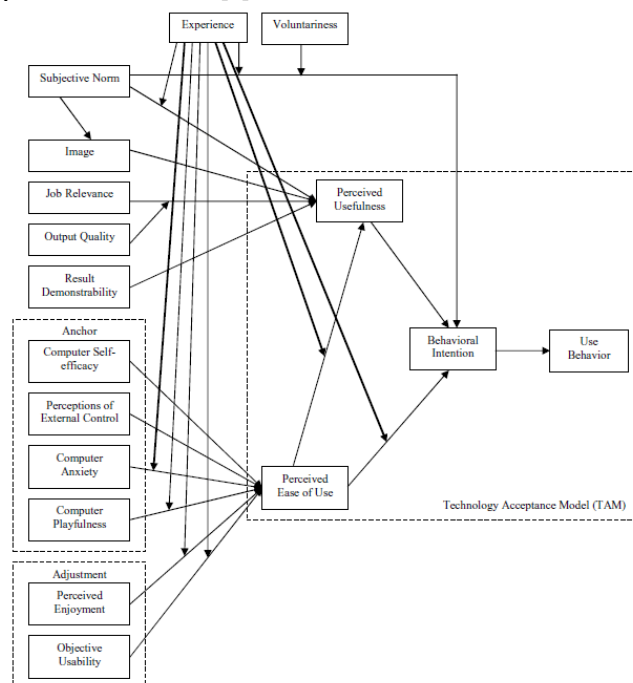 Experience
Voluntariness
Subjective Norm
Image
Job Relevance
Output Quality
Result
Demonstrability
Perceived
Usefulness
Anchor
Computer Self-
efficacy
Perceptions of
External Control
Computer
Anxiety
Computer
Playfulness
Behavioral
Intention
Use
Behavior
Perceived
Ease of Use
Technology Acceptance Model (TAM)
Adjustment
Perceived
Enjoyment
Objective
Usability